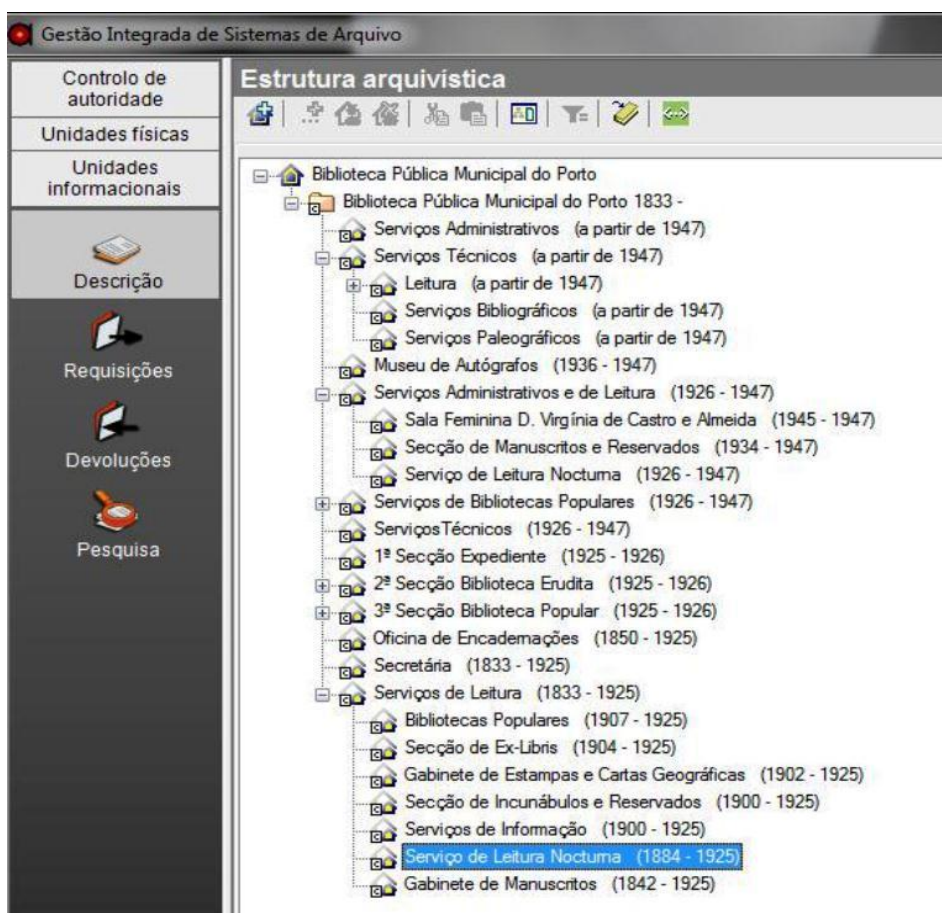 Gestão Integrada de Sistemas de Arquivo
Controlo de
autoridade
Unidades físicas
Unidades
informacionais
Descrição
Requisições
Devoluções
Pesquisa
Estrutura arquivística
Biblioteca Pública Municipal do Porto
Biblioteca Pública Municipal do Porto 1833 -
Serviços Administrativos (a partir de 1947)
Serviços Técnicos (a partir de 1947)
Leitura (a partir de 1947)
Serviços Bibliográficos (a partir de 1947)
Serviços Paleográficos (a partir de 1947)
Museu de Autógrafos (1936 - 1947)
Serviços Administrativos e de Leitura (1926 - 1947)
Sala Feminina D. Virgínia de Castro e Almeida (1945 - 1947)
Secção de Manuscritos e Reservados (1934 - 1947)
Serviço de Leitura Nocturna (1926 - 1947)
Serviços de Bibliotecas Populares (1926 - 1947)
ServiçosTécnicos (1926 - 1947)
1ª Secção Expediente (1925 - 1926)
2ª Secção Biblioteca Erudita (1925 - 1926)
3ª Secção Biblioteca Popular (1925 - 1926)
Oficina de Encadernações (1850 - 1925)
Secretária (1833 - 1925)
Serviços de Leitura (1833 - 1925)
Bibliotecas Populares (1907 - 1925)
Secção de Ex-Libris (1904 - 1925)
Gabinete de Estampas e Cartas Geográficas (1902 - 1925)
Secção de Incunábulos e Reservados (1900 - 1925)
Serviços de Informação (1900 - 1925)
Serviço de Leitura Nocturna (1884 - 1925)
Gabinete de Manuscritos (1842 - 1925)